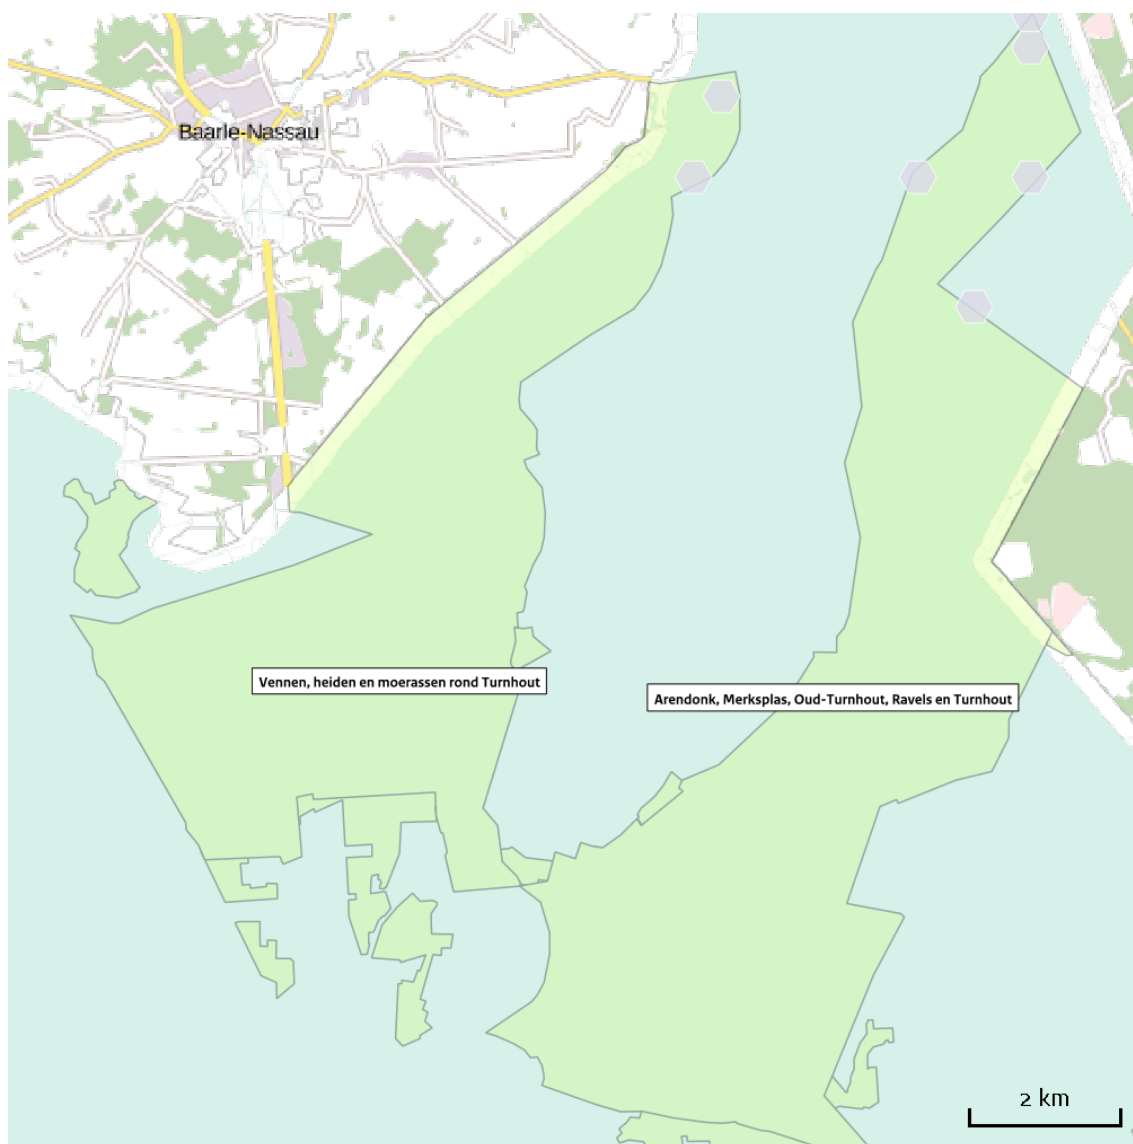 Baarle-Nassau
Vennen, heiden en moerassen rond Turnhout
Arendonk, Merksplas, Oud-Turnhout, Ravels en Turnhout
2 km